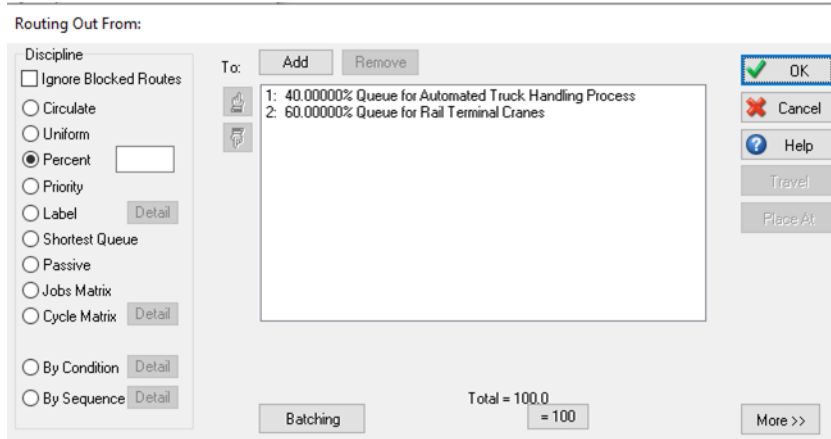 Routing Out From:
Discipline
Ignore Blocked Routes
Circulate
Uniform
Percent
Priority
Label Detail
Shortest Queue
Passive
Jobs Matrix
Cycle Matrix Detail
By Condition Detail
By Sequence Detail
To: Add Remove
1: 40.00000% Queue for Automated Truck Handling Process
2: 60.00000% Queue for Rail Terminal Cranes
Total = 100.0
Batching = 100
OK
Cancel
Help
Travel
Place At
More >>